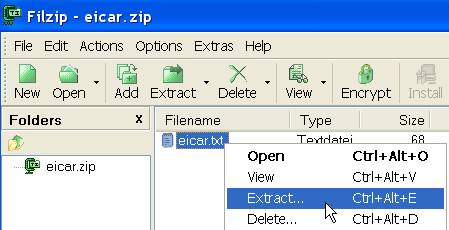 Filzip - eicar.zip
File Edit Actions Options Extras Help
New Open Add Extract Delete View Encrypt Install
Folders x
eicar.zip
Filename Type Size
eicar.txt Textdatei 68
Open Ctrl+Alt+O
View Ctrl+Alt+V
Extract... Ctrl+Alt+E
Delete... Ctrl+Alt+D